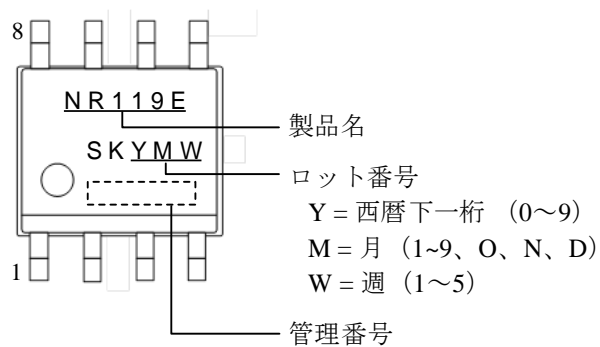 8
NR119E
製品名
SKYMW
ロット番号
Y = 西暦下一桁 （0～9）
M = 月（1~9、O、N、D）
W = 週（1～5）
1
管理番号